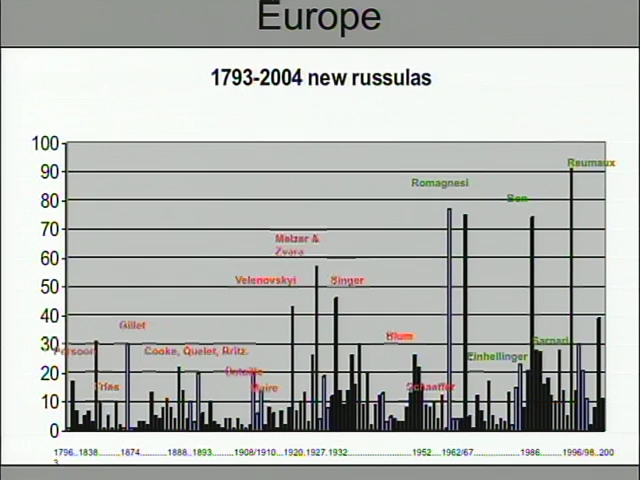 Europe
1793-2004 new russulas
100
90
80
70
60
50
40
30
20
10
0
Reumaux
Romagnesi
Bon
Melzer &
Zvara
Velenovskyi
Singer
Gillet
Blum
Sarnari
Persoon
Cooke, Quelet, Britz.
Einhellinger
Fries
Schaeffer
Maire
1796..1838..........1874..............1888...1893...........1908/1910...1920.1927.1932...................1952....1962/67..................1986.........1996/98..200
3